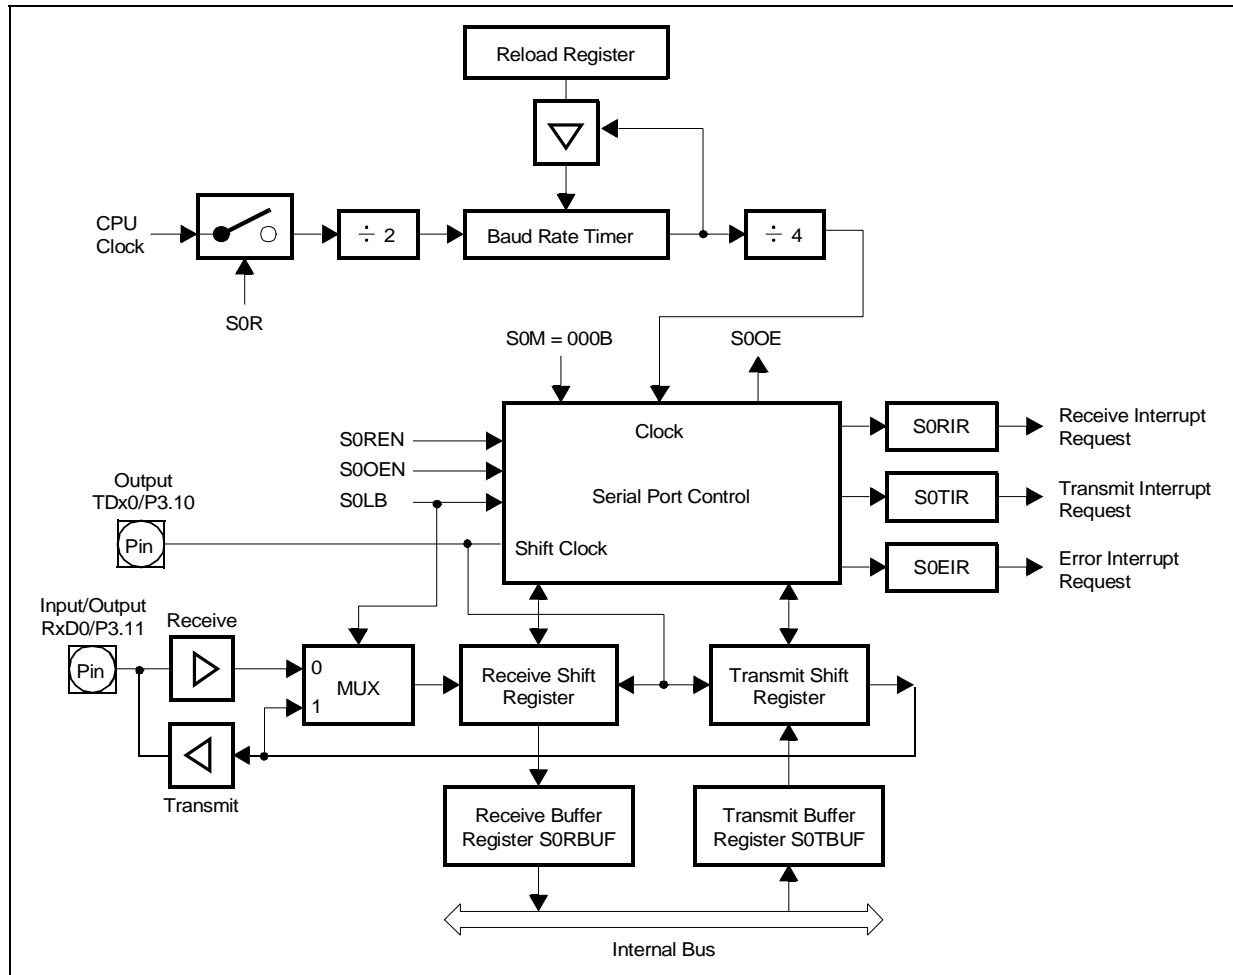 Reload Register
CPU
Clock
÷ 2
Baud Rate Timer
÷ 4
S0R
S0M = 000B
S0OE
Clock
S0REN
S0OEN
S0LB
Serial Port Control
Shift Clock
S0RIR
Receive Interrupt
Request
S0TIR
Transmit Interrupt
Request
S0EIR
Error Interrupt
Request
Output
TDx0/P3.10
Pin
Input/Output
RxD0/P3.11
Pin
Receive
0
MUX
1
Transmit
Receive Shift
Register
Transmit Shift
Register
Receive Buffer
Register S0RBUF
Transmit Buffer
Register S0TBUF
Internal Bus